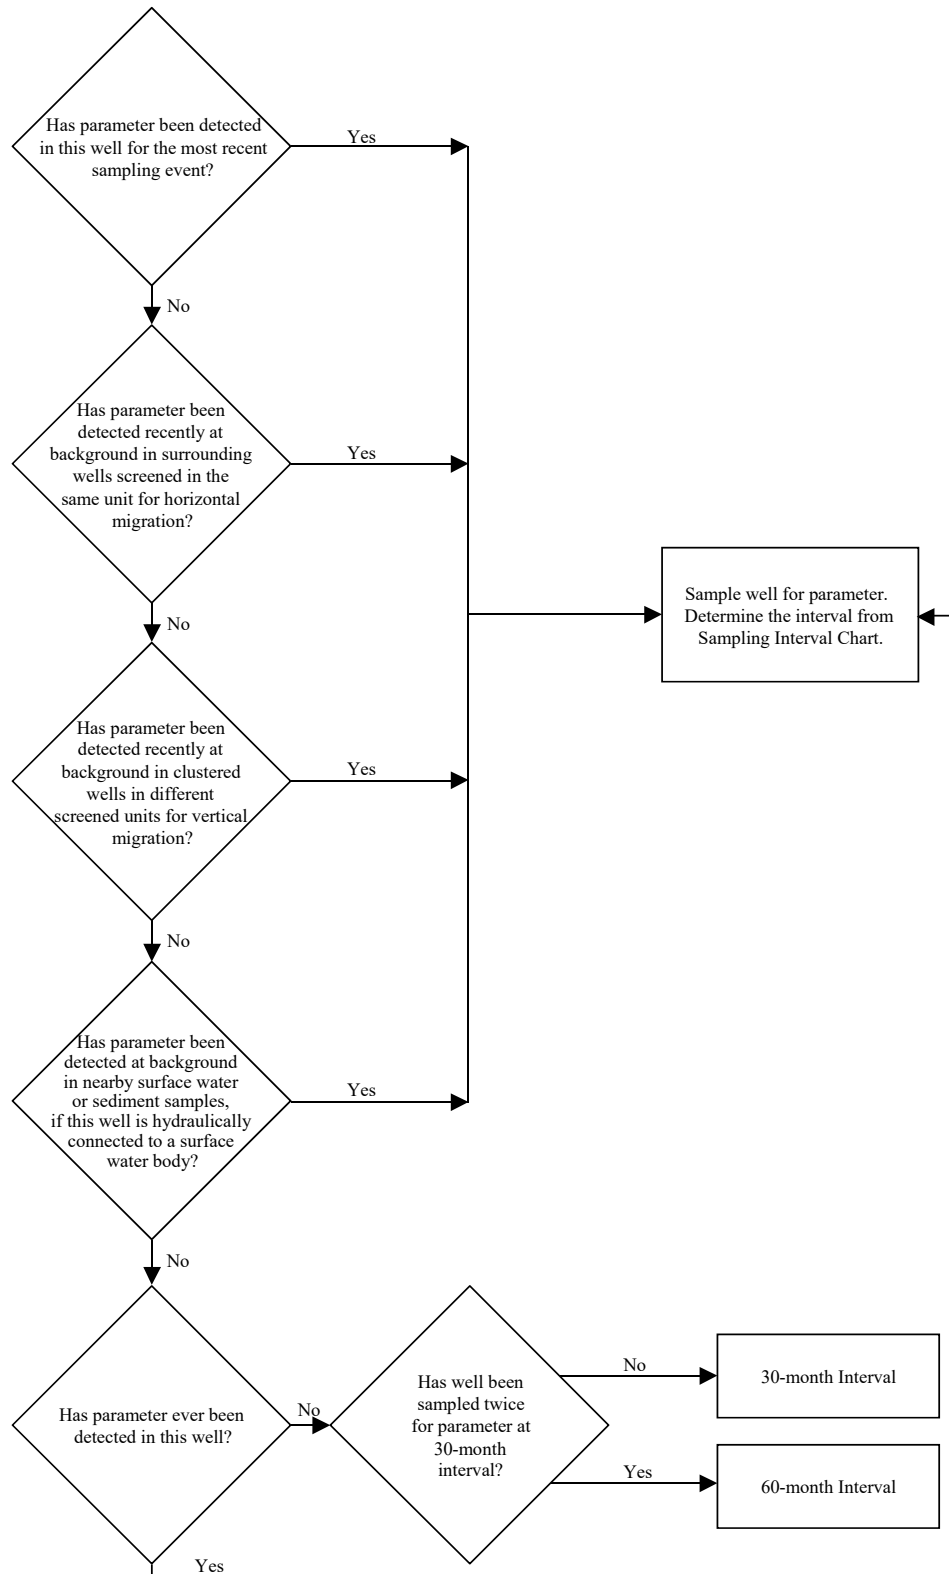 Has parameter been detected
in this well for the most recent
sampling event?
Yes
No
Has parameter been
detected recently at
background in surrounding
wells screened in the
same unit for horizontal
migration?
Yes
No
Sample well for parameter.
Determine the interval from
Sampling Interval Chart.
Has parameter been
detected recently at
background in clustered
wells in different
screened units for vertical
migration?
Yes
No
Has parameter been
detected at background
in nearby surface water
or sediment samples,
if this well is hydraulically
connected to a surface
water body?
Yes
No
Has parameter ever been
detected in this well?
No
Has well been
sampled twice
for parameter at
30-month
interval?
No
30-month Interval
Yes
60-month Interval
Yes